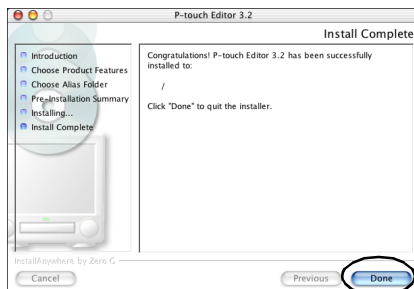 P-touch Editor 3.2
Install Complete
Introduction
Choose Product Features
Choose Alias Folder
Pre-Installation Summary
Installing...
Install Complete
Congratulations! P-touch Editor 3.2 has been successfully
installed to:
/
Click "Done" to quit the installer.
InstallAnywhere by Zero G
Cancel
Previous
Done